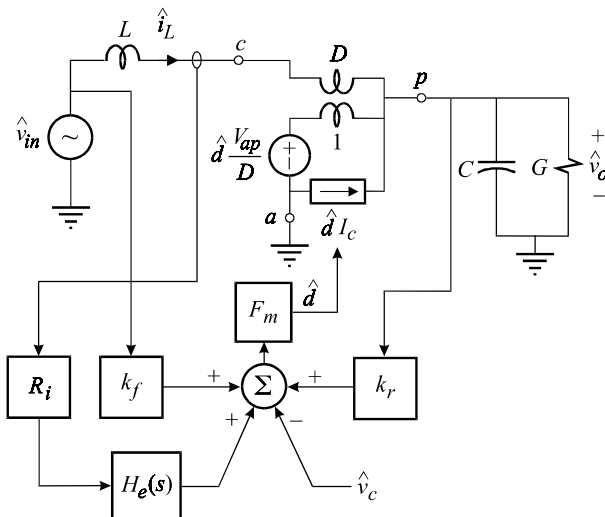 L
î_L
c
D
p
v̂_in
~
d̂ V_ap/D
+
1
C
G
+
v̂_o
−
a
d̂ I_c
F_m
d̂
R_i
k_f
+
Σ
+
k_r
+
−
H_e(s)
v̂_c